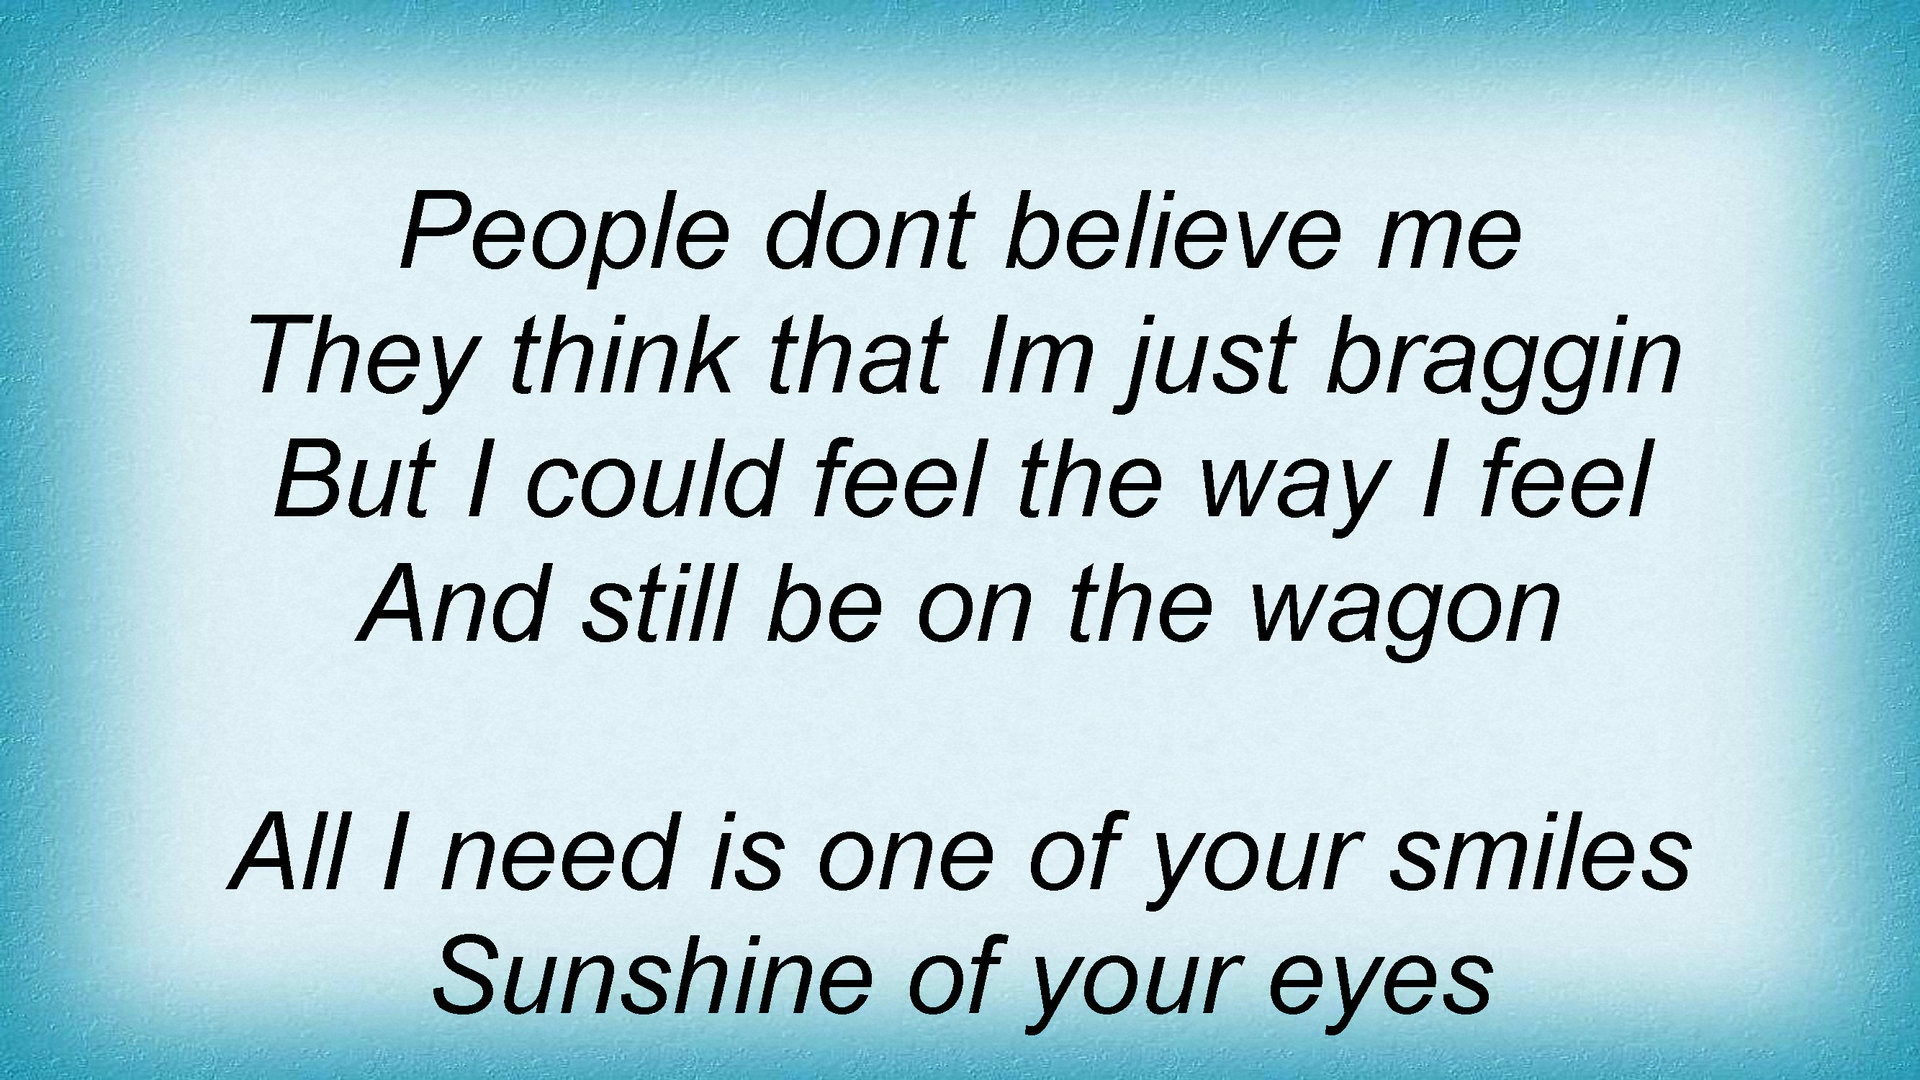 People dont believe me
They think that Im just braggin
But I could feel the way I feel
And still be on the wagon
All I need is one of your smiles
Sunshine of your eyes